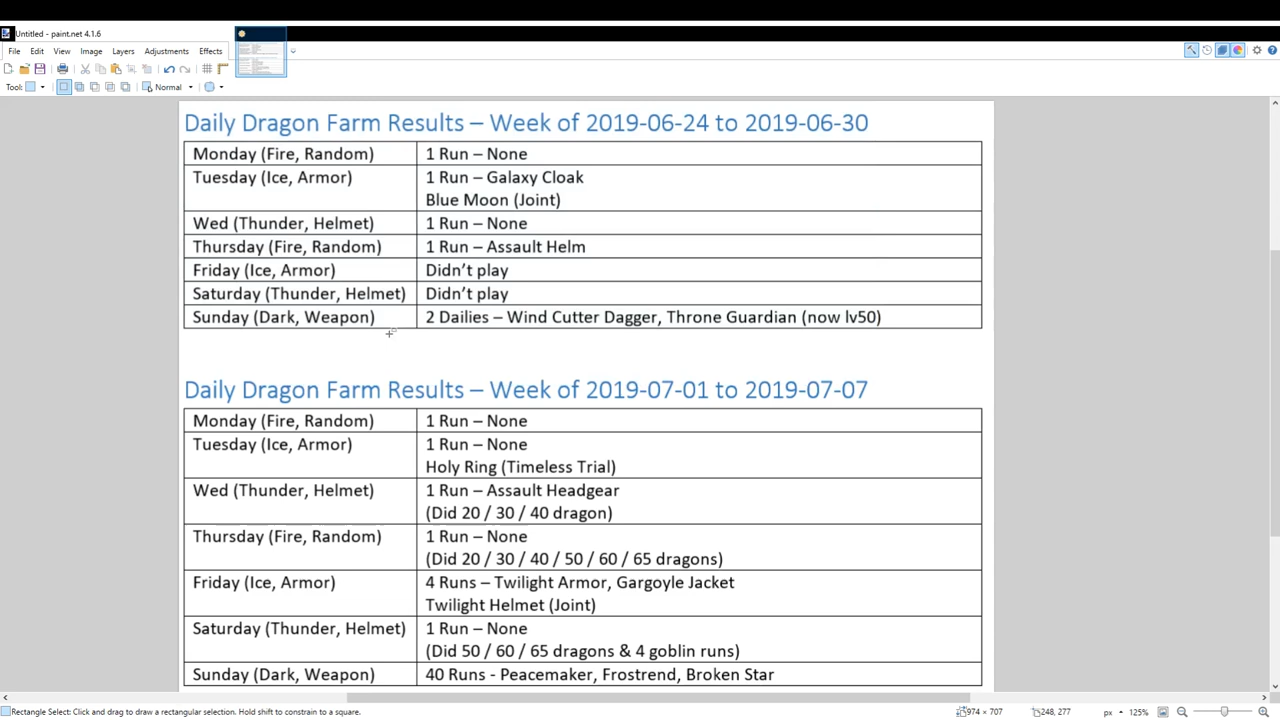 Untitled - paint.net 4.1.6
File Edit View Image Layers Adjustments Effects
Tool: Normal
Daily Dragon Farm Results – Week of 2019-06-24 to 2019-06-30
Monday (Fire, Random) 1 Run – None
Tuesday (Ice, Armor) 1 Run – Galaxy Cloak
Blue Moon (Joint)
Wed (Thunder, Helmet) 1 Run – None
Thursday (Fire, Random) 1 Run – Assault Helm
Friday (Ice, Armor) Didn’t play
Saturday (Thunder, Helmet) Didn’t play
Sunday (Dark, Weapon) 2 Dailies – Wind Cutter Dagger, Throne Guardian (now lv50)
Daily Dragon Farm Results – Week of 2019-07-01 to 2019-07-07
Monday (Fire, Random) 1 Run – None
Tuesday (Ice, Armor) 1 Run – None
Holy Ring (Timeless Trial)
Wed (Thunder, Helmet) 1 Run – Assault Headgear
(Did 20 / 30 / 40 dragon)
Thursday (Fire, Random) 1 Run – None
(Did 20 / 30 / 40 / 50 / 60 / 65 dragons)
Friday (Ice, Armor) 4 Runs – Twilight Armor, Gargoyle Jacket
Twilight Helmet (Joint)
Saturday (Thunder, Helmet) 1 Run – None
(Did 50 / 60 / 65 dragons & 4 goblin runs)
Sunday (Dark, Weapon) 40 Runs - Peacemaker, Frostrend, Broken Star
Rectangle Select: Click and drag to draw a rectangular selection. Hold shift to constrain to a square. 974 × 707 248, 277 px 125%